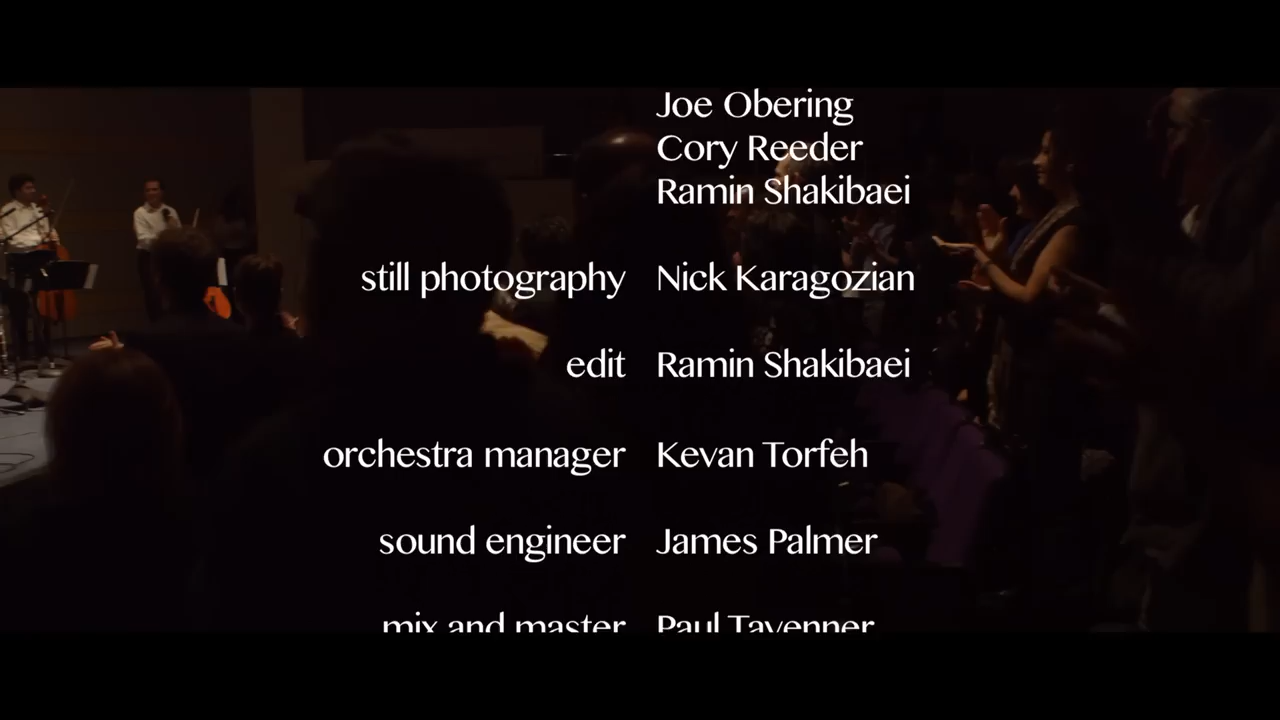 Joe Obering
Cory Reeder
Ramin Shakibaei
still photography Nick Karagozian
edit Ramin Shakibaei
orchestra manager Kevan Torfeh
sound engineer James Palmer
mix and master Paul Tavenner